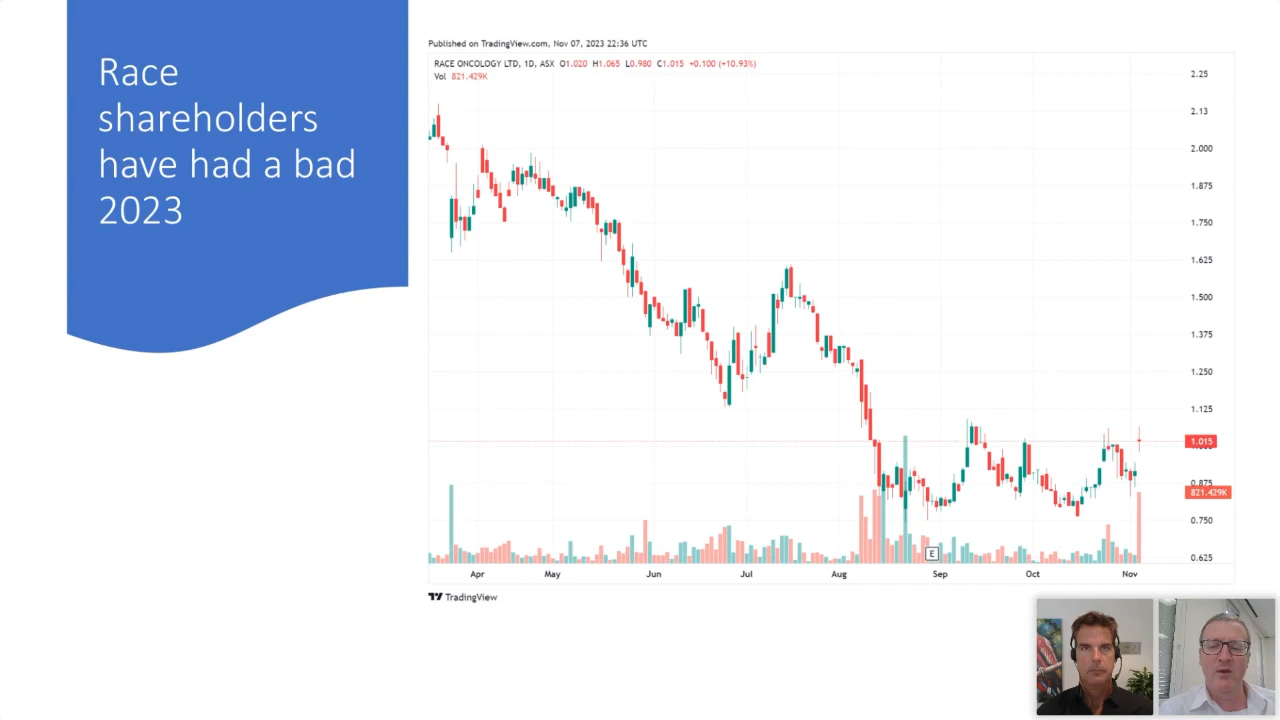 Race
shareholders
have had a bad
2023
Published on TradingView.com, Nov 07, 2023 22:36 UTC
RACE ONCOLOGY LTD, 1D, ASX O1.020 H1.065 L0.980 C1.015 +0.100 (+10.93%)
Vol 821.429K
2.25
2.13
2.000
1.875
1.750
1.625
1.500
1.375
1.250
1.125
1.015
0.875
821.429K
0.750
0.625
E
Apr May Jun Jul Aug Sep Oct Nov
TradingView